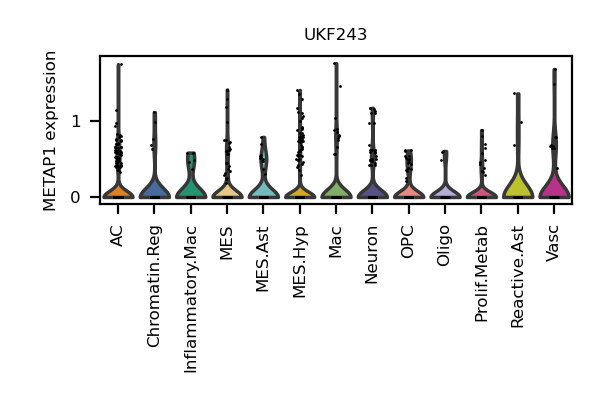 UKF243
METAP1 expression
1
0
AC
Chromatin.Reg
Inflammatory.Mac
MES
MES.Ast
MES.Hyp
Mac
Neuron
OPC
Oligo
Prolif.Metab
Reactive.Ast
Vasc